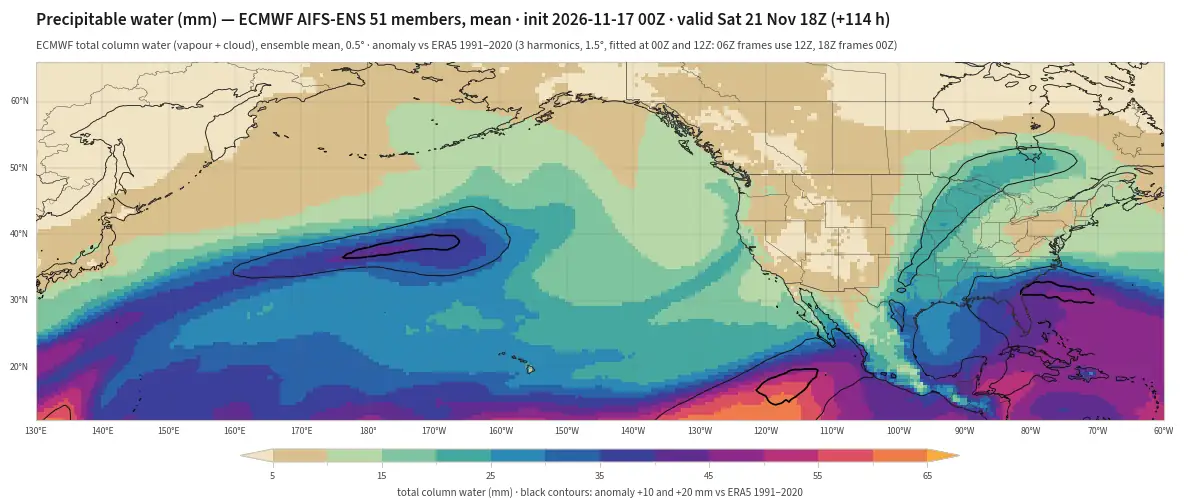 Precipitable water (mm) — ECMWF AIFS-ENS 51 members, mean · init 2026-11-17 00Z · valid Sat 21 Nov 18Z (+114 h)
ECMWF total column water (vapour + cloud), ensemble mean, 0.5° · anomaly vs ERA5 1991–2020 (3 harmonics, 1.5°, fitted at 00Z and 12Z: 06Z frames use 12Z, 18Z frames 00Z)
60°N
50°N
40°N
30°N
20°N
130°E 140°E 150°E 160°E 170°E 180° 170°W 160°W 150°W 140°W 130°W 120°W 110°W 100°W 90°W 80°W 70°W 60°W
5 15 25 35 45 55 65
total column water (mm) · black contours: anomaly +10 and +20 mm vs ERA5 1991–2020